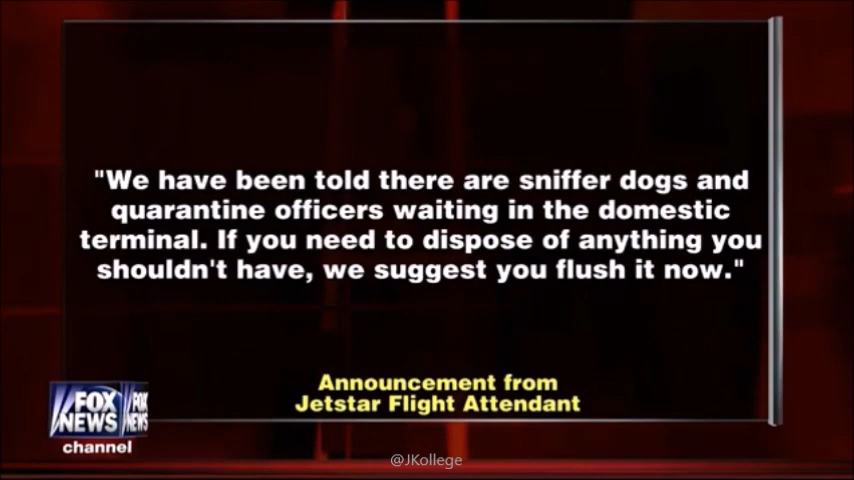 "We have been told there are sniffer dogs and
quarantine officers waiting in the domestic
terminal. If you need to dispose of anything you
shouldn't have, we suggest you flush it now."
Announcement from
Jetstar Flight Attendant
FOX
NEWS
FOX
NEWS
channel
@JKollege